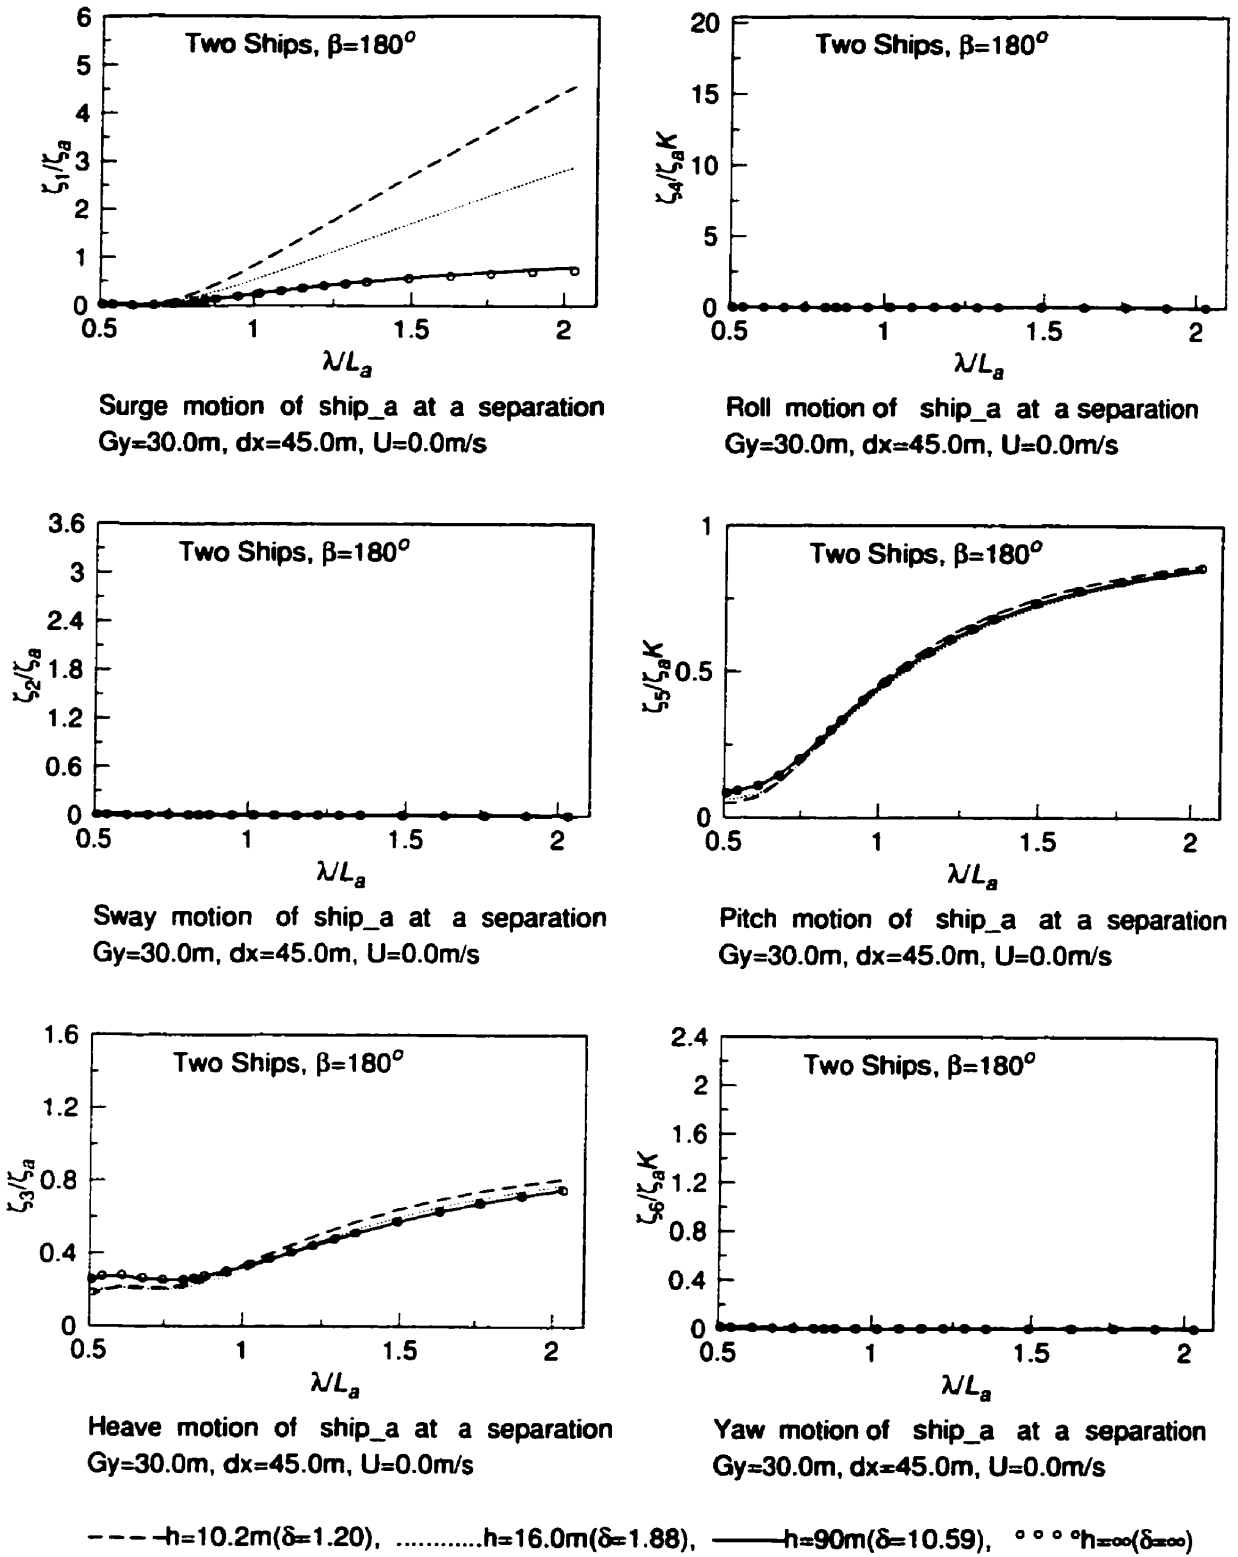 Two Ships, β=180°
6
5
4
3
2
1
0
ζ1/ζa
0.5 1 1.5 2
λ/La
Surge motion of ship_a at a separation
Gy=30.0m, dx=45.0m, U=0.0m/s
Two Ships, β=180°
20
15
10
5
0
ζ4/ζaK
0.5 1 1.5 2
λ/La
Roll motion of ship_a at a separation
Gy=30.0m, dx=45.0m, U=0.0m/s
Two Ships, β=180°
3.6
3
2.4
1.8
1.2
0.6
0
ζ2/ζa
0.5 1 1.5 2
λ/La
Sway motion of ship_a at a separation
Gy=30.0m, dx=45.0m, U=0.0m/s
Two Ships, β=180°
1
0.5
0
ζ5/ζaK
0.5 1 1.5 2
λ/La
Pitch motion of ship_a at a separation
Gy=30.0m, dx=45.0m, U=0.0m/s
Two Ships, β=180°
1.6
1.2
0.8
0.4
0
ζ3/ζa
0.5 1 1.5 2
λ/La
Heave motion of ship_a at a separation
Gy=30.0m, dx=45.0m, U=0.0m/s
Two Ships, β=180°
2.4
2
1.6
1.2
0.8
0.4
0
ζ6/ζaK
0.5 1 1.5 2
λ/La
Yaw motion of ship_a at a separation
Gy=30.0m, dx=45.0m, U=0.0m/s
h=10.2m(δ=1.20), h=16.0m(δ=1.88), h=90m(δ=10.59), h=∞(δ=∞)